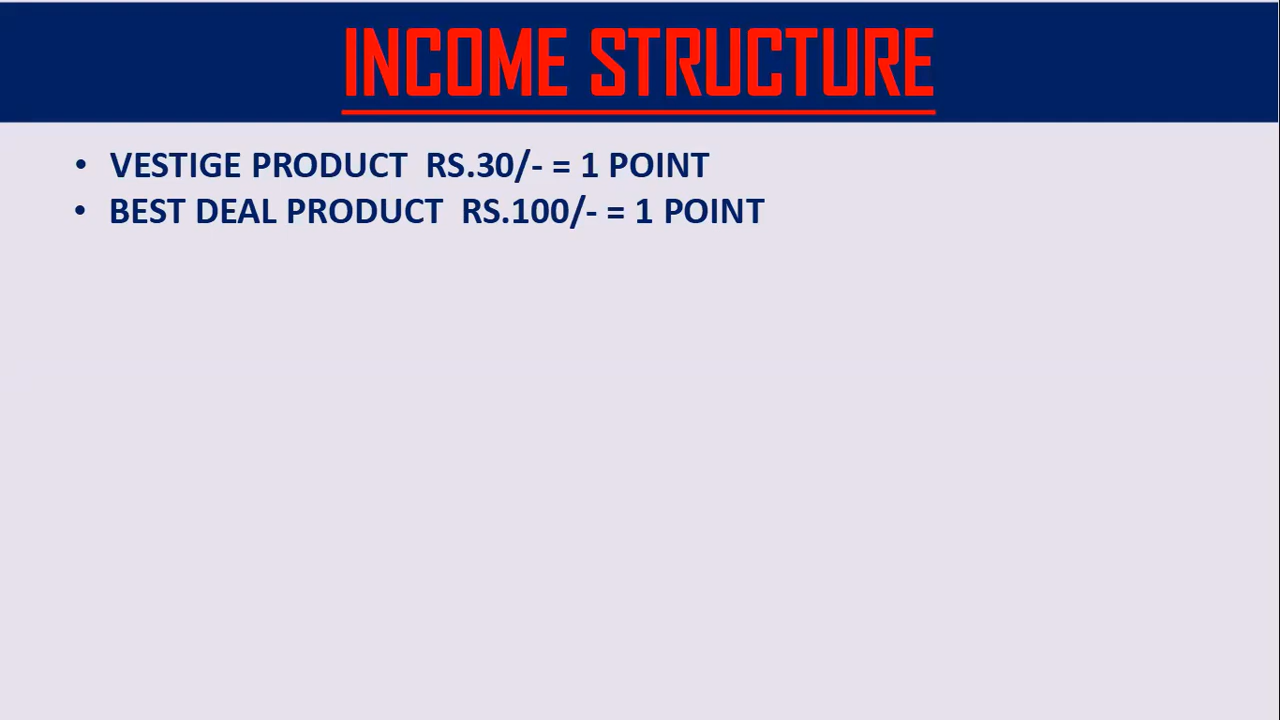 INCOME STRUCTURE
• VESTIGE PRODUCT RS.30/- = 1 POINT
• BEST DEAL PRODUCT RS.100/- = 1 POINT